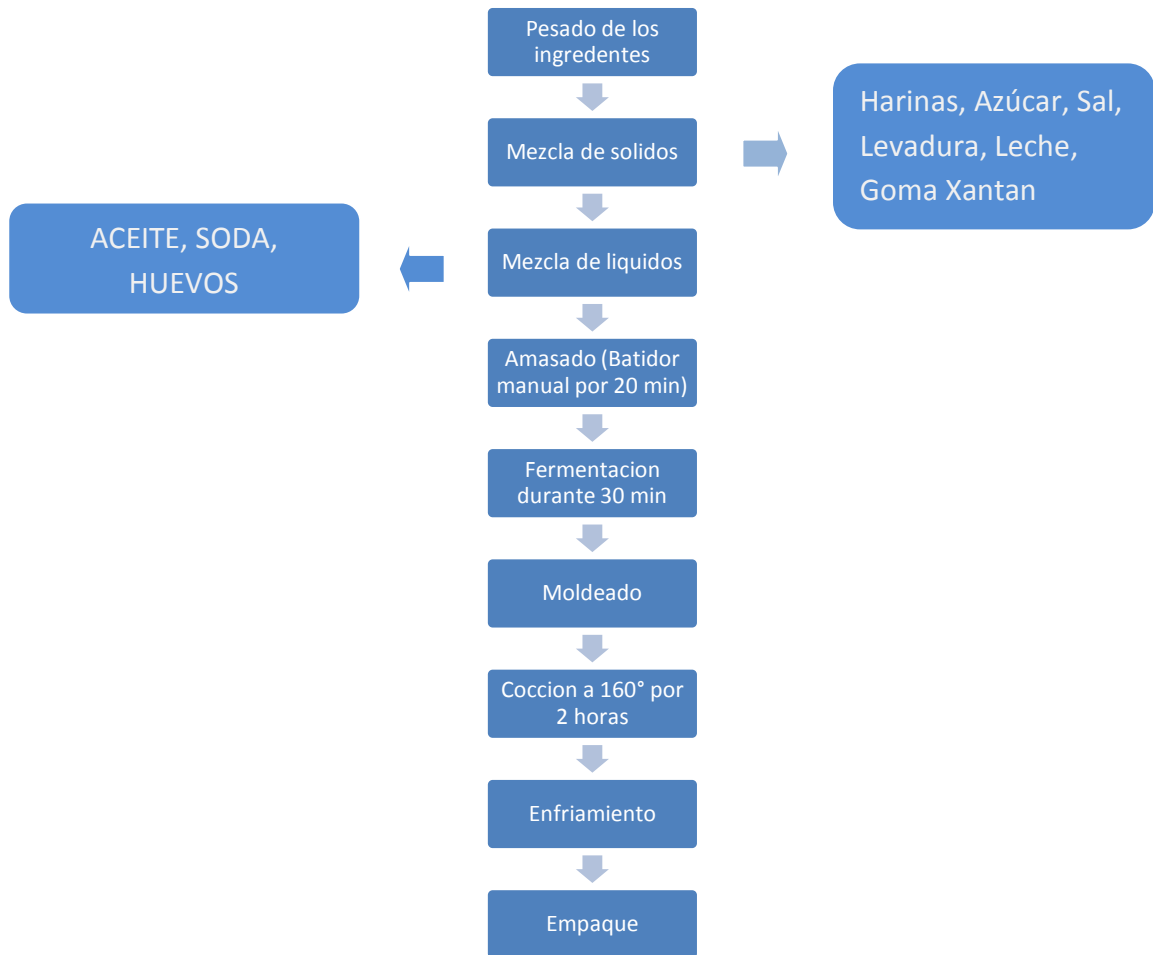 Pesado de los
ingredentes
Mezcla de solidos
Harinas, Azúcar, Sal,
Levadura, Leche,
Goma Xantan
Mezcla de liquidos
ACEITE, SODA,
HUEVOS
Amasado (Batidor
manual por 20 min)
Fermentacion
durante 30 min
Moldeado
Coccion a 160° por
2 horas
Enfriamiento
Empaque